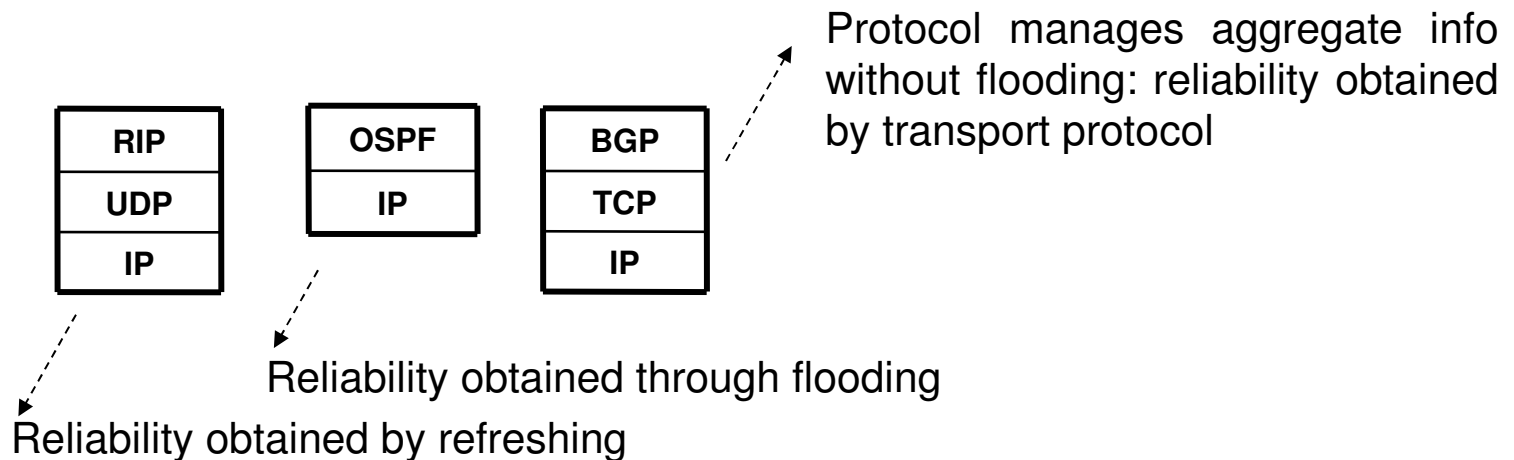 Protocol manages aggregate info
without flooding: reliability obtained
by transport protocol
RIP
UDP
IP
OSPF
IP
BGP
TCP
IP
Reliability obtained through flooding
Reliability obtained by refreshing